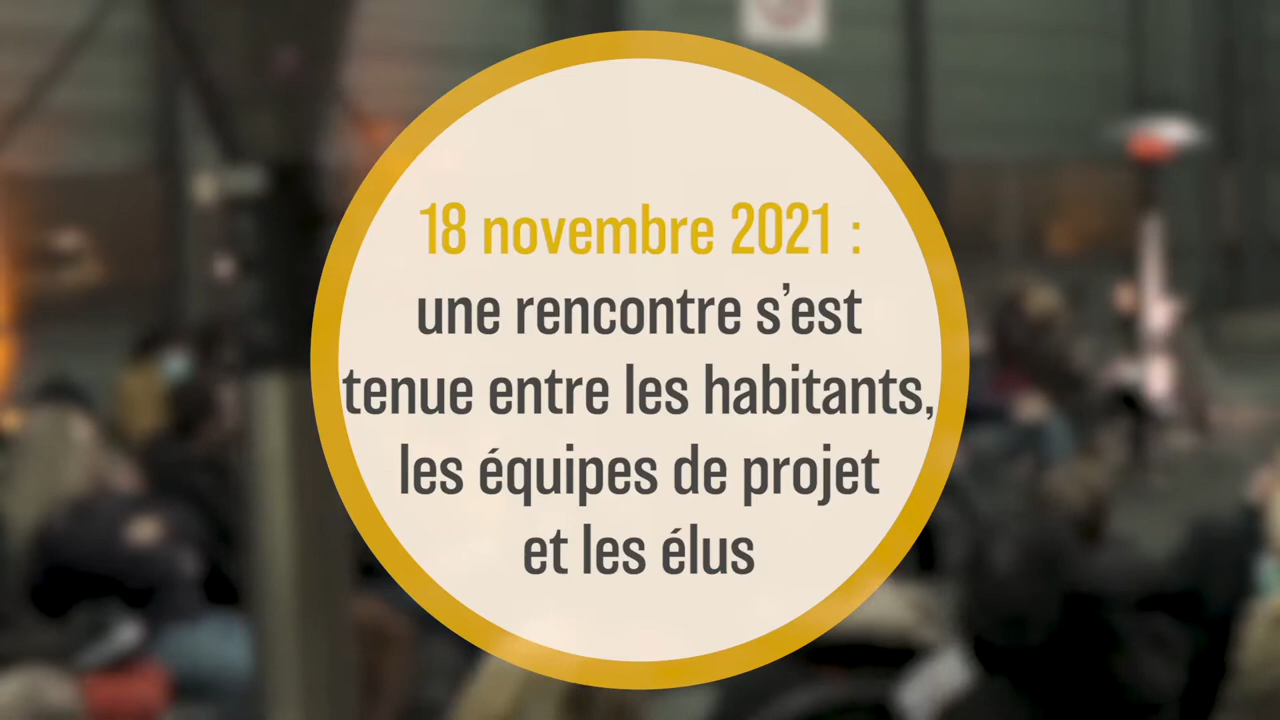 18 novembre 2021 :
une rencontre s’est
tenue entre les habitants,
les équipes de projet
et les élus